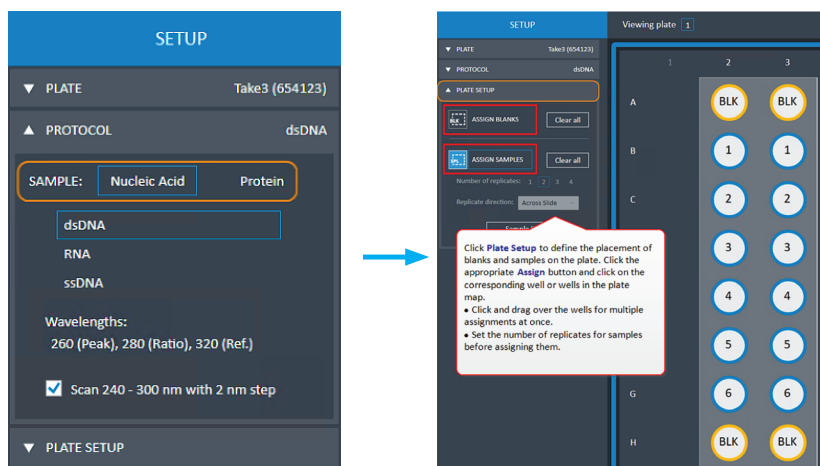 SETUP
PLATE Take3 (654123)
PROTOCOL dsDNA
SAMPLE: Nucleic Acid Protein
dsDNA
RNA
ssDNA
Wavelengths:
260 (Peak), 280 (Ratio), 320 (Ref.)
Scan 240 - 300 nm with 2 nm step
PLATE SETUP
SETUP
PLATE Take3 (654123)
PROTOCOL dsDNA
PLATE SETUP
BLK ASSIGN BLANKS Clear all
SPL ASSIGN SAMPLES Clear all
Number of replicates: 1 2 3 4
Replicate direction: Across Slide
Sample
Click Plate Setup to define the placement of
blanks and samples on the plate. Click the
appropriate Assign button and click on the
corresponding well or wells in the plate
map.
• Click and drag over the wells for multiple
assignments at once.
• Set the number of replicates for samples
before assigning them.
Viewing plate 1
1 2 3
A BLK BLK
B 1 1
C 2 2
3 3
4 4
5 5
G 6 6
H BLK BLK